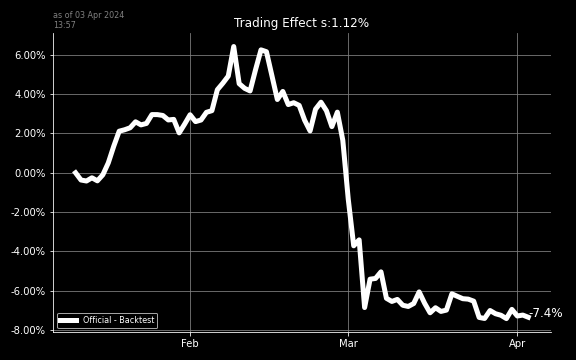 as of 03 Apr 2024
13:57
Trading Effect s:1.12%
6.00%
4.00%
2.00%
0.00%
-2.00%
-4.00%
-6.00%
-8.00%
-7.4%
Official - Backtest
Feb
Mar
Apr